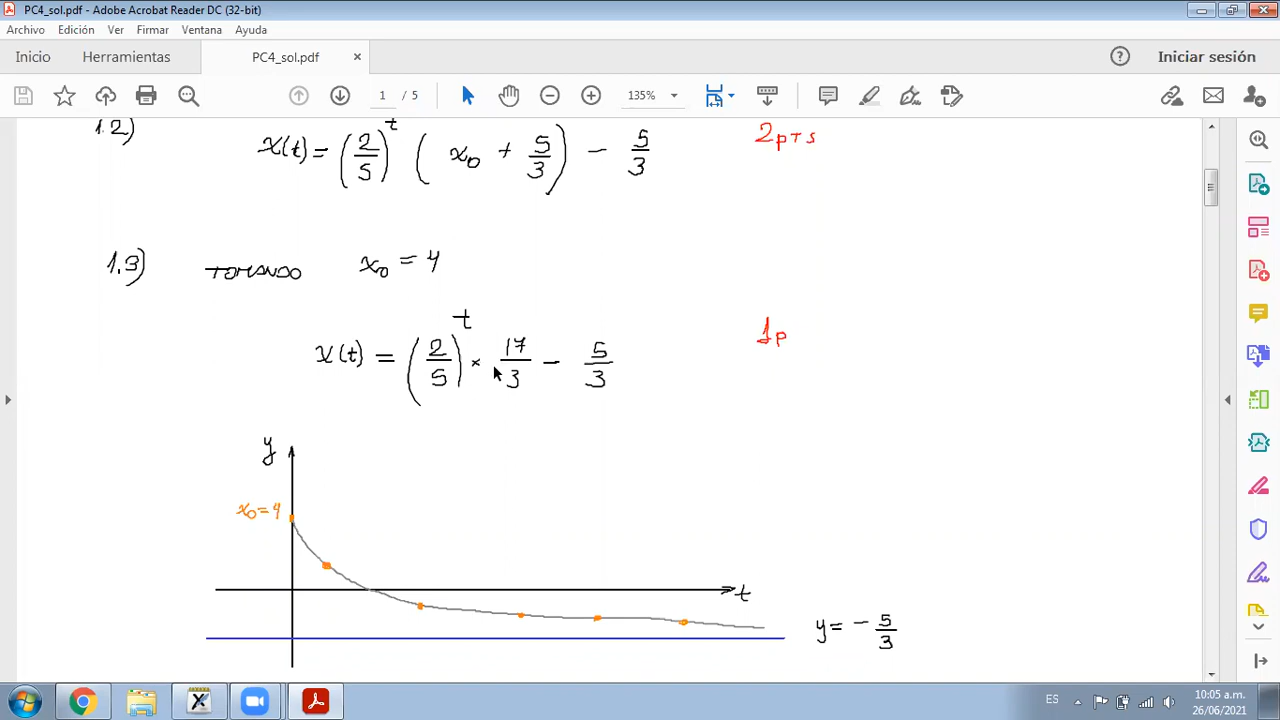 PC4_sol.pdf - Adobe Acrobat Reader DC (32-bit)
Archivo Edición Ver Firmar Ventana Ayuda
Inicio Herramientas PC4_sol.pdf × Iniciar sesión
1 / 5 135%
1.2) x(t) = (2/5)^t (x₀ + 5/3) - 5/3 2pts
1.3) TOMANDO x₀ = 4
x(t) = (2/5)^t × 17/3 - 5/3 1p
y
x₀=4
t
y = - 5/3
ES 10:05 a.m.
26/06/2021